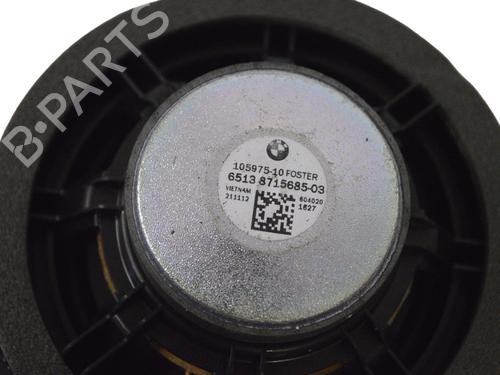 B-PARTS
105975-10 FOSTER
6513 8715685-03
VIETNAM
211112
604020
1627